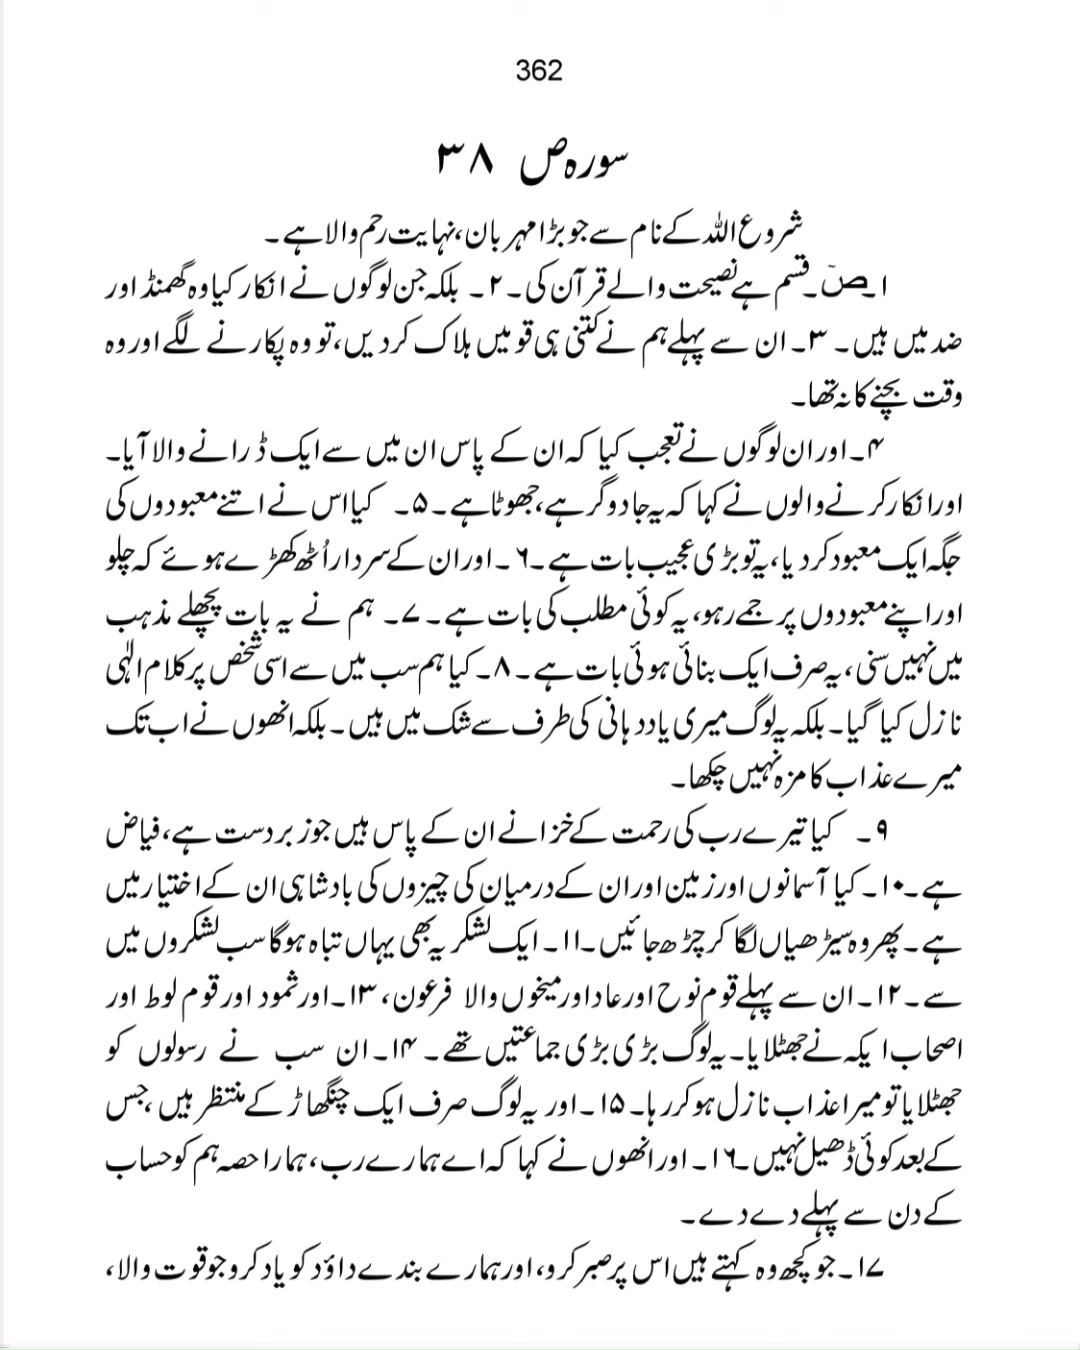 362
سورہ ص ۳۸
شروع اللہ کے نام سے جو بڑا مہربان، نہایت رحم والا ہے۔
۱۔ صٓ۔ قسم ہے نصیحت والے قرآن کی۔ ۲۔ بلکہ جن لوگوں نے انکار کیا وہ گھمنڈ اور
ضد میں ہیں۔ ۳۔ ان سے پہلے ہم نے کتنی ہی قومیں ہلاک کر دیں، تو وہ پکارنے لگے اور وہ
وقت بچنے کا نہ تھا۔
۴۔ اور ان لوگوں نے تعجب کیا کہ ان کے پاس ان میں سے ایک ڈرانے والا آیا۔
اور انکار کرنے والوں نے کہا کہ یہ جادوگر ہے، جھوٹا ہے۔ ۵۔ کیا اس نے اتنے معبودوں کی
جگہ ایک معبود کر دیا، یہ تو بڑی عجیب بات ہے۔ ۶۔ اور ان کے سردار اُٹھ کھڑے ہوئے کہ چلو
اور اپنے معبودوں پر جمے رہو، یہ کوئی مطلب کی بات ہے۔ ۷۔ ہم نے یہ بات پچھلے مذہب
میں نہیں سنی، یہ صرف ایک بنائی ہوئی بات ہے۔ ۸۔ کیا ہم سب میں سے اسی شخص پر کلام الٰہی
نازل کیا گیا۔ بلکہ یہ لوگ میری یاد دہانی کی طرف سے شک میں ہیں۔ بلکہ انھوں نے اب تک
میرے عذاب کا مزہ نہیں چکھا۔
۹۔ کیا تیرے رب کی رحمت کے خزانے ان کے پاس ہیں جو زبردست ہے، فیاض
ہے۔ ۱۰۔ کیا آسمانوں اور زمین اور ان کے درمیان کی چیزوں کی بادشاہی ان کے اختیار میں
ہے۔ پھر وہ سیڑھیاں لگا کر چڑھ جائیں۔ ۱۱۔ ایک لشکر یہ بھی یہاں تباہ ہوگا سب لشکروں میں
سے۔ ۱۲۔ ان سے پہلے قوم نوح اور عاد اور میخوں والا فرعون، ۱۳۔ اور ثمود اور قوم لوط اور
اصحاب ایکہ نے جھٹلایا۔ یہ لوگ بڑی بڑی جماعتیں تھے۔ ۱۴۔ ان سب نے رسولوں کو
جھٹلایا تو میرا عذاب نازل ہو کر رہا۔ ۱۵۔ اور یہ لوگ صرف ایک چنگھاڑ کے منتظر ہیں، جس
کے بعد کوئی ڈھیل نہیں۔ ۱۶۔ اور انھوں نے کہا کہ اے ہمارے رب، ہمارا حصہ ہم کو حساب
کے دن سے پہلے دے دے۔
۱۷۔ جو کچھ وہ کہتے ہیں اس پر صبر کرو، اور ہمارے بندے داؤد کو یاد کرو جو قوت والا،